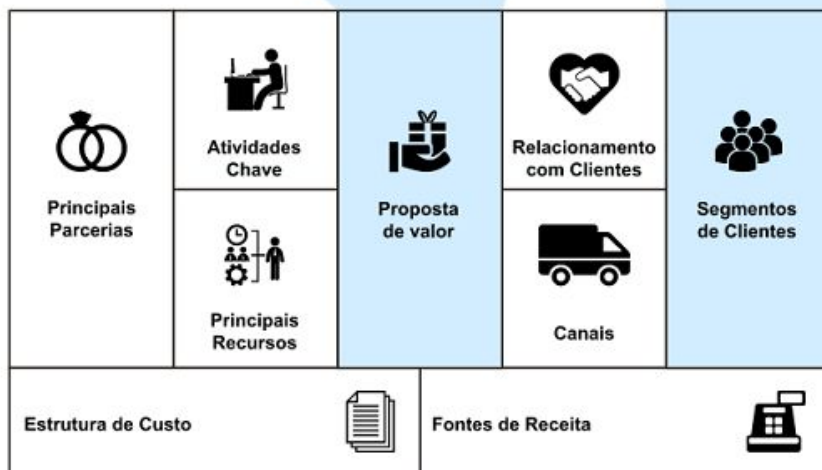 Principais
Parcerias
Atividades
Chave
Principais
Recursos
Proposta
de valor
Relacionamento
com Clientes
Canais
Segmentos
de Clientes
Estrutura de Custo
Fontes de Receita